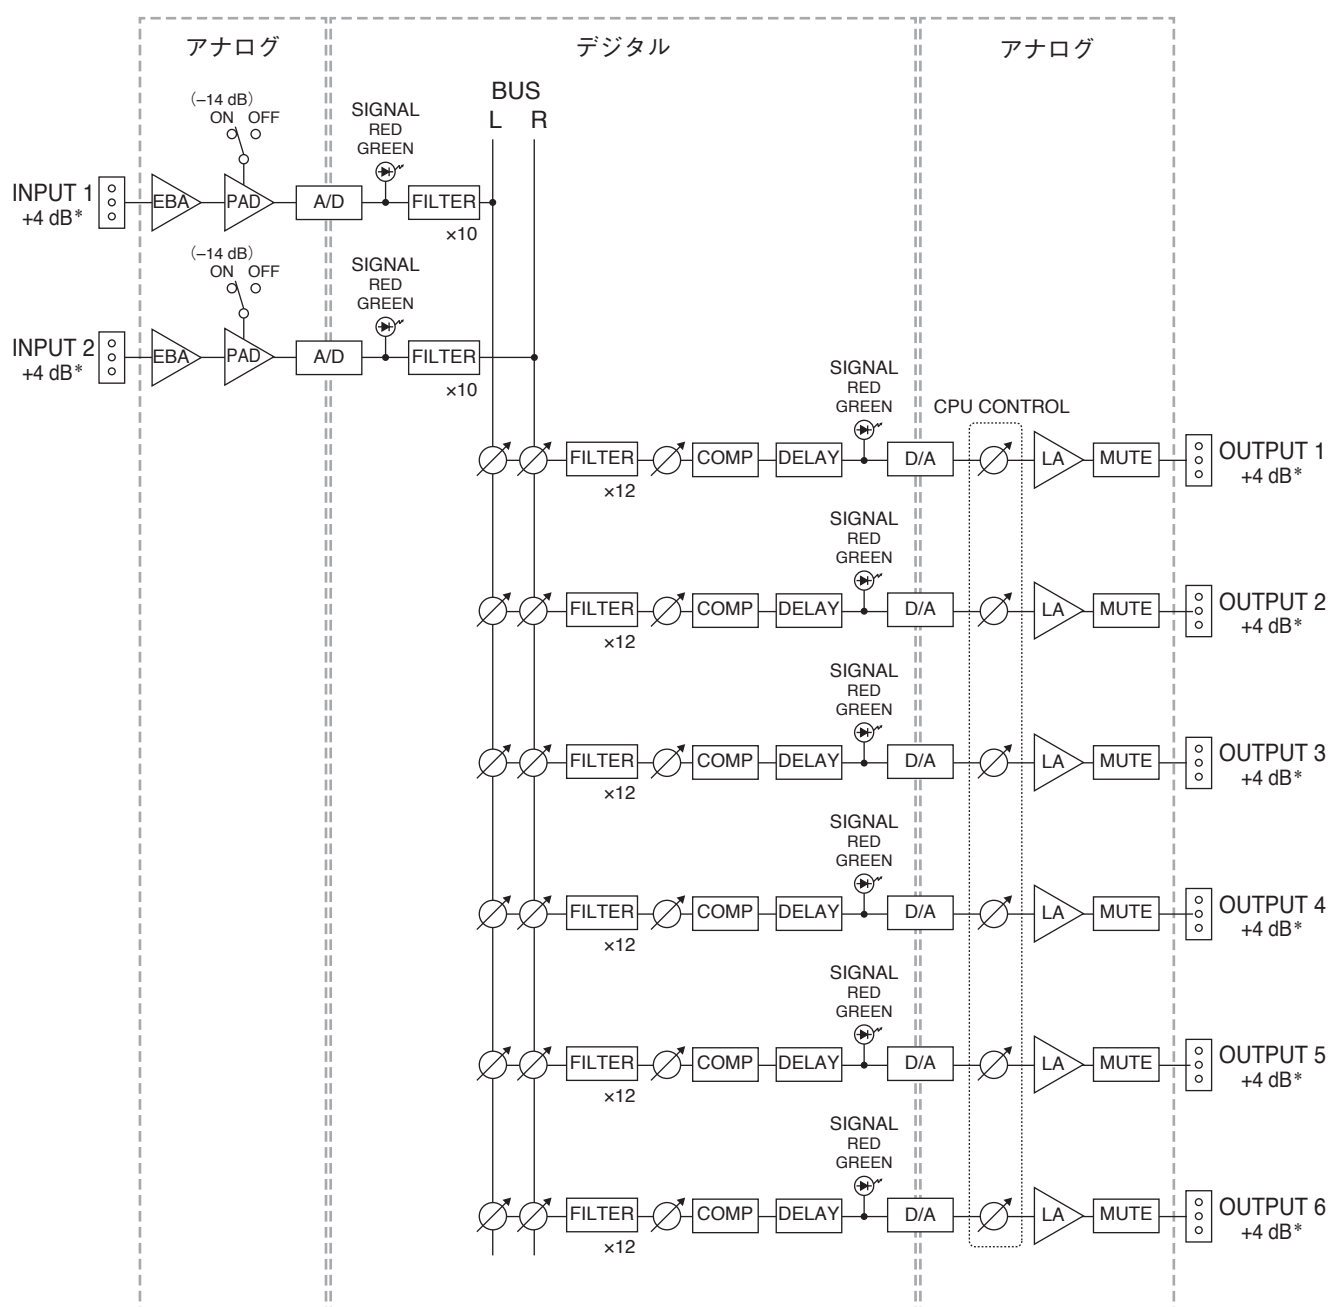 アナログ
デジタル
アナログ
BUS
L R
(–14 dB)
ON OFF
SIGNAL
RED
GREEN
INPUT 1
+4 dB*
EBA
PAD
A/D
FILTER
×10
(–14 dB)
ON OFF
SIGNAL
RED
GREEN
INPUT 2
+4 dB*
EBA
PAD
A/D
FILTER
×10
CPU CONTROL
SIGNAL
RED
GREEN
FILTER
×12
COMP
DELAY
D/A
LA
MUTE
OUTPUT 1
+4 dB*
SIGNAL
RED
GREEN
FILTER
×12
COMP
DELAY
D/A
LA
MUTE
OUTPUT 2
+4 dB*
SIGNAL
RED
GREEN
FILTER
×12
COMP
DELAY
D/A
LA
MUTE
OUTPUT 3
+4 dB*
SIGNAL
RED
GREEN
FILTER
×12
COMP
DELAY
D/A
LA
MUTE
OUTPUT 4
+4 dB*
SIGNAL
RED
GREEN
FILTER
×12
COMP
DELAY
D/A
LA
MUTE
OUTPUT 5
+4 dB*
SIGNAL
RED
GREEN
FILTER
×12
COMP
DELAY
D/A
LA
MUTE
OUTPUT 6
+4 dB*